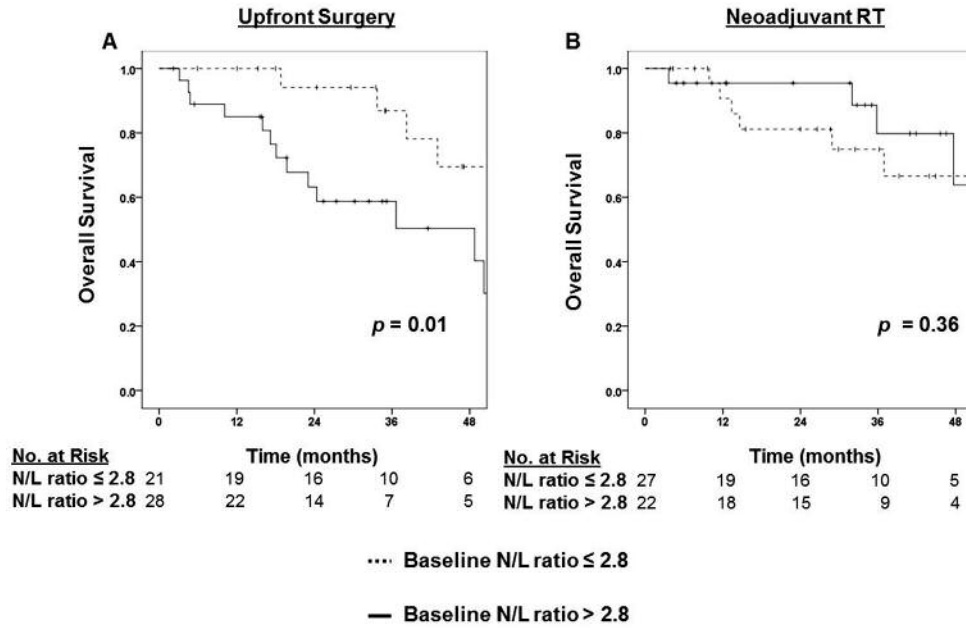 Upfront Surgery
Neoadjuvant RT
A
B
Overall Survival
1.0
0.8
0.6
0.4
0.2
0.0
p = 0.01
0 12 24 36 48
Overall Survival
1.0
0.8
0.6
0.4
0.2
0.0
p = 0.36
0 12 24 36 48
No. at Risk
Time (months)
N/L ratio ≤ 2.8 21 19 16 10 6
N/L ratio > 2.8 28 22 14 7 5
No. at Risk
Time (months)
N/L ratio ≤ 2.8 27 19 16 10 5
N/L ratio > 2.8 22 18 15 9 4
Baseline N/L ratio ≤ 2.8
Baseline N/L ratio > 2.8